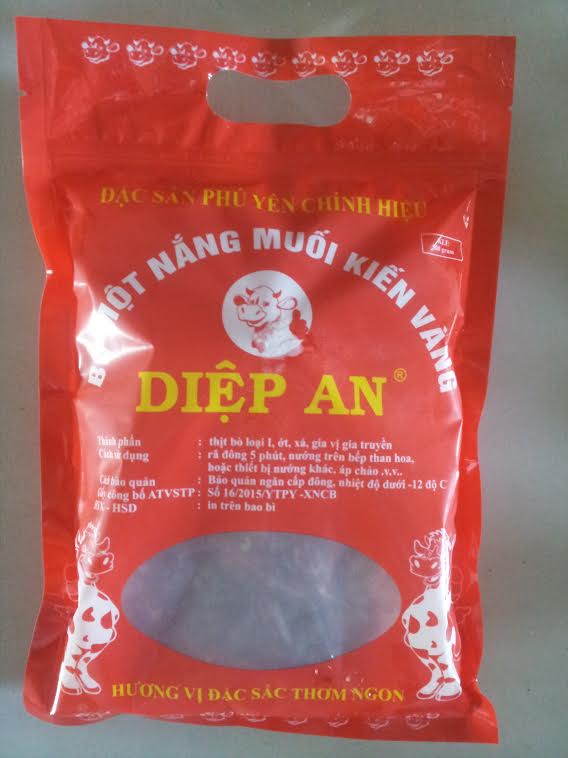 ĐẶC SẢN PHÚ YÊN CHÍNH HIỆU
MỘT NẮNG MUỐI KIẾN VÀNG
KLT:
gram
DIỆP AN®
Thành phần : thịt bò loại 1, ớt, xả, gia vị gia truyền
Cách sử dụng : rã đông 5 phút, nướng trên bếp than hoa,
hoặc thiết bị nướng khác, áp chảo .v.v..
bảo quản : Bảo quản ngăn cấp đông, nhiệt độ dưới -12 độ C
công bố ATVSTP : Số 16/2015/YTPY -XNCB
- HSD : in trên bao bì
HƯƠNG VỊ ĐẶC SẮC THƠM NGON